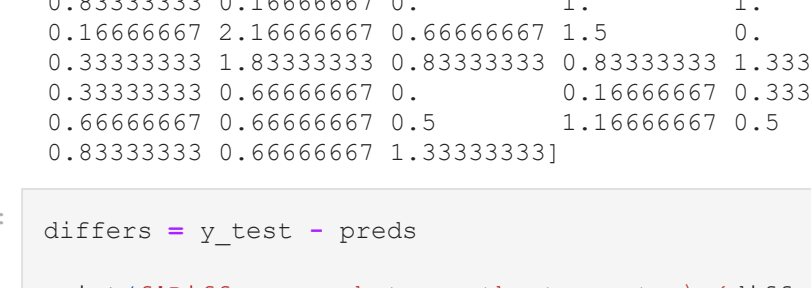 0.83333333 0.16666667 0. 1. 1.
0.16666667 2.16666667 0.66666667 1.5 0.
0.33333333 1.83333333 0.83333333 0.83333333 1.333
0.33333333 0.66666667 0. 0.16666667 0.333
0.66666667 0.66666667 0.5 1.16666667 0.5
0.83333333 0.66666667 1.33333333]
:
differs = y_test - preds